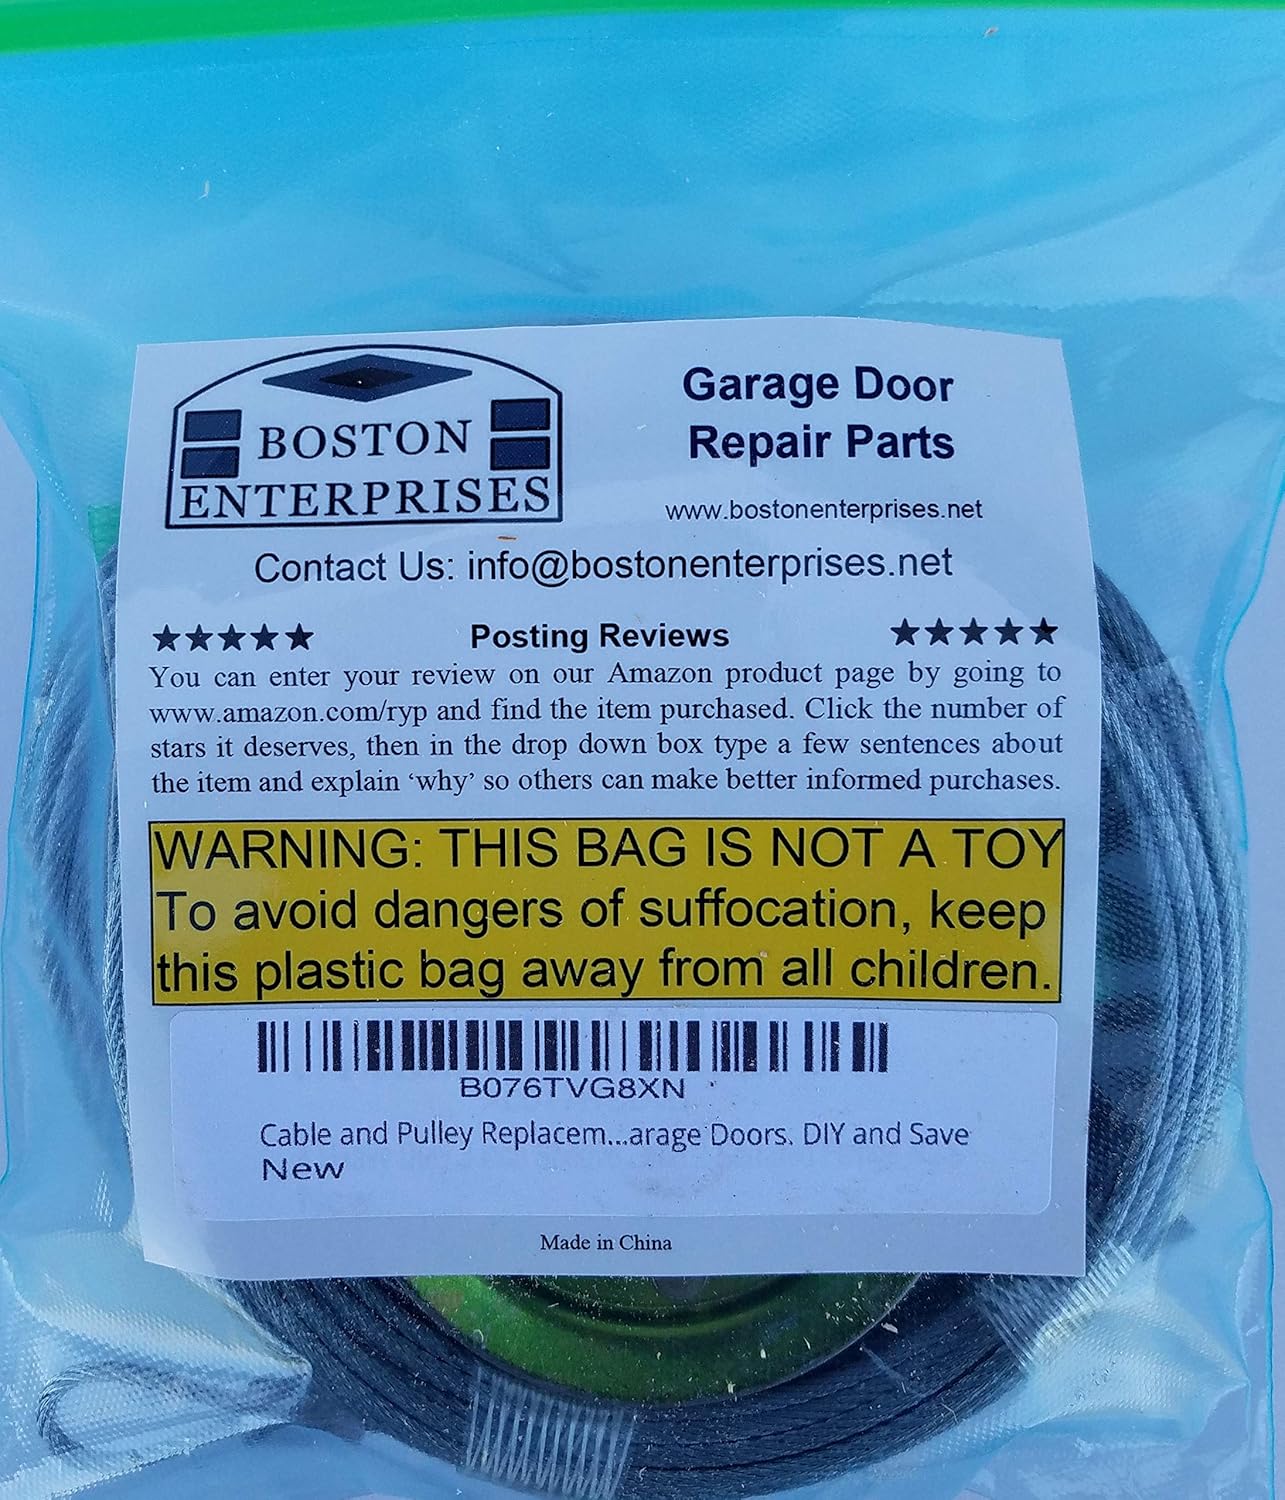 BOSTON
ENTERPRISES
Garage Door
Repair Parts
www.bostonenterprises.net
Contact Us: info@bostonenterprises.net
★★★★★ Posting Reviews ★★★★★
You can enter your review on our Amazon product page by going to
www.amazon.com/ryp and find the item purchased. Click the number of
stars it deserves, then in the drop down box type a few sentences about
the item and explain ‘why’ so others can make better informed purchases.
WARNING: THIS BAG IS NOT A TOY
To avoid dangers of suffocation, keep
this plastic bag away from all children.
B076TVG8XN
Cable and Pulley Replacem...arage Doors. DIY and Save
New
Made in China